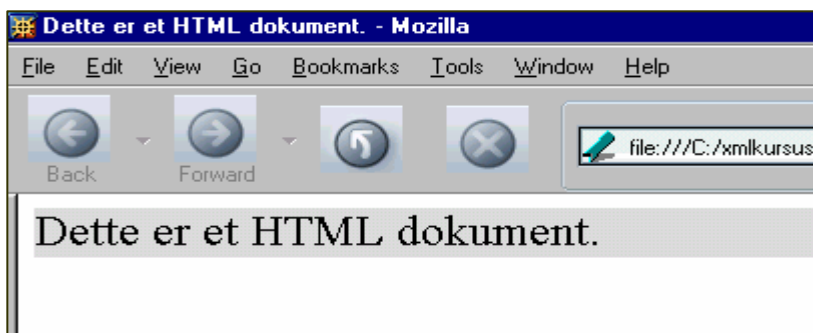 Dette er et HTML dokument. - Mozilla
File Edit View Go Bookmarks Tools Window Help
Back Forward
file:///C:/xmlkursus
Dette er et HTML dokument.